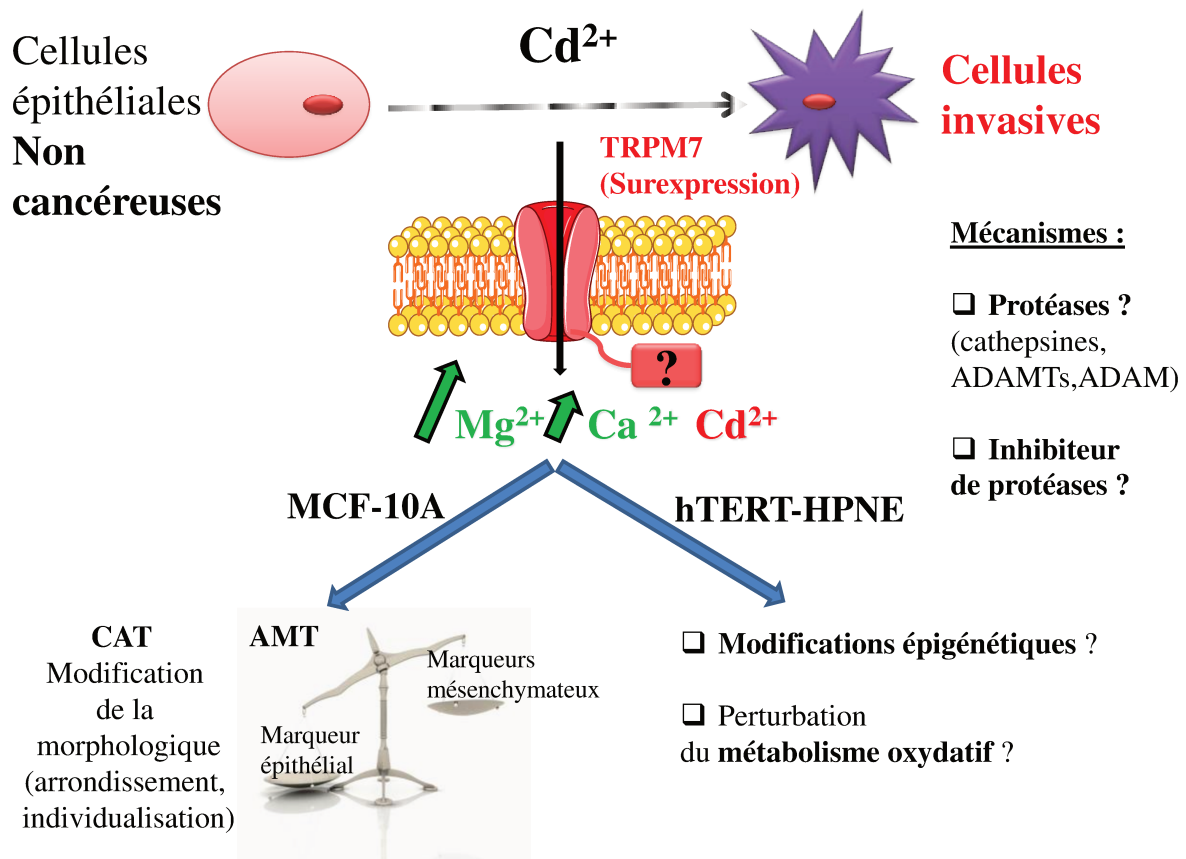 Cellules
épithéliales
Non
cancéreuses
Cd2+
Cellules
invasives
TRPM7
(Surexpression)
?
Mg2+ Ca 2+ Cd2+
Mécanismes :
❑ Protéases ?
(cathepsines,
ADAMTs,ADAM)
❑ Inhibiteur
de protéases ?
MCF-10A
hTERT-HPNE
CAT
Modification
de la
morphologique
(arrondissement,
individualisation)
AMT
Marqueurs
mésenchymateux
Marqueur
épithélial
❑ Modifications épigénétiques ?
❑ Perturbation
du métabolisme oxydatif ?